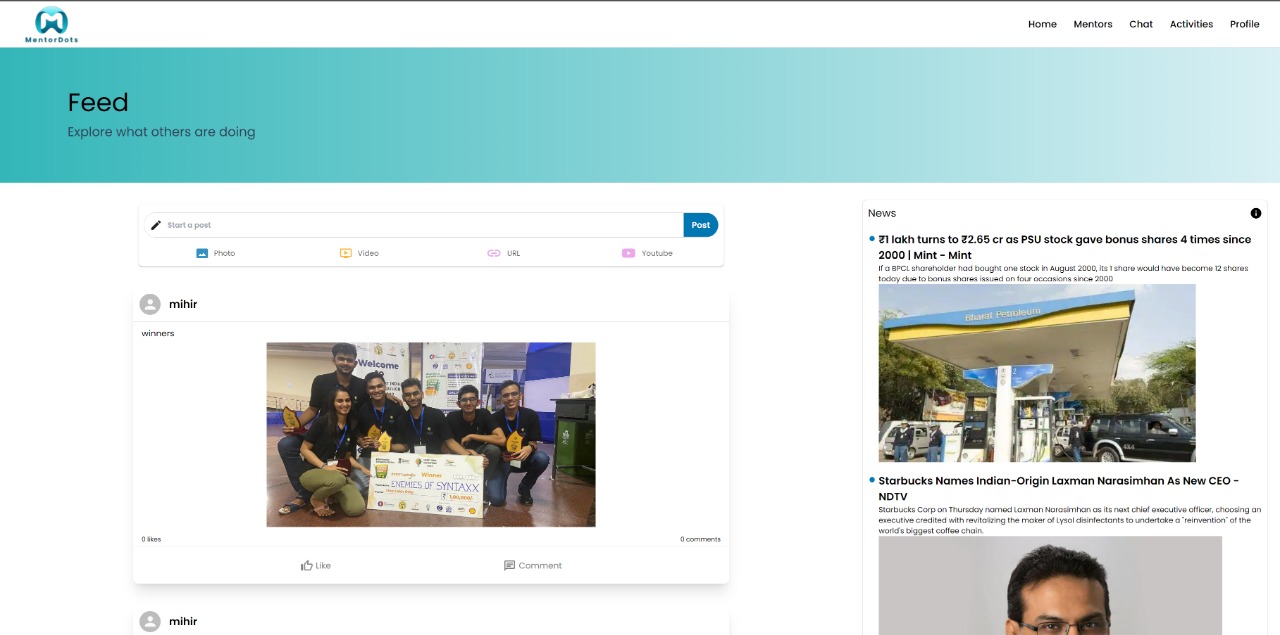 MentorDots
Home Mentors Chat Activities Profile
Feed
Explore what others are doing
Start a post
Post
Photo Video URL Youtube
mihir
winners
Welcome
Winner
ENEMIES OF SYNTAXX
0 likes
0 comments
Like Comment
mihir
News
₹1 lakh turns to ₹2.65 cr as PSU stock gave bonus shares 4 times since
2000 | Mint - Mint
If a BPCL shareholder had bought one stock in August 2000, its 1 share would have become 12 shares
today due to bonus shares issued on four occasions since 2000
Bharat Petroleum
2
Starbucks Names Indian-Origin Laxman Narasimhan As New CEO -
NDTV
Starbucks Corp on Thursday named Laxman Narasimhan as its next chief executive officer, choosing an
executive credited with revitalizing the maker of Lysol disinfectants to undertake a "reinvention" of the
world's biggest coffee chain.